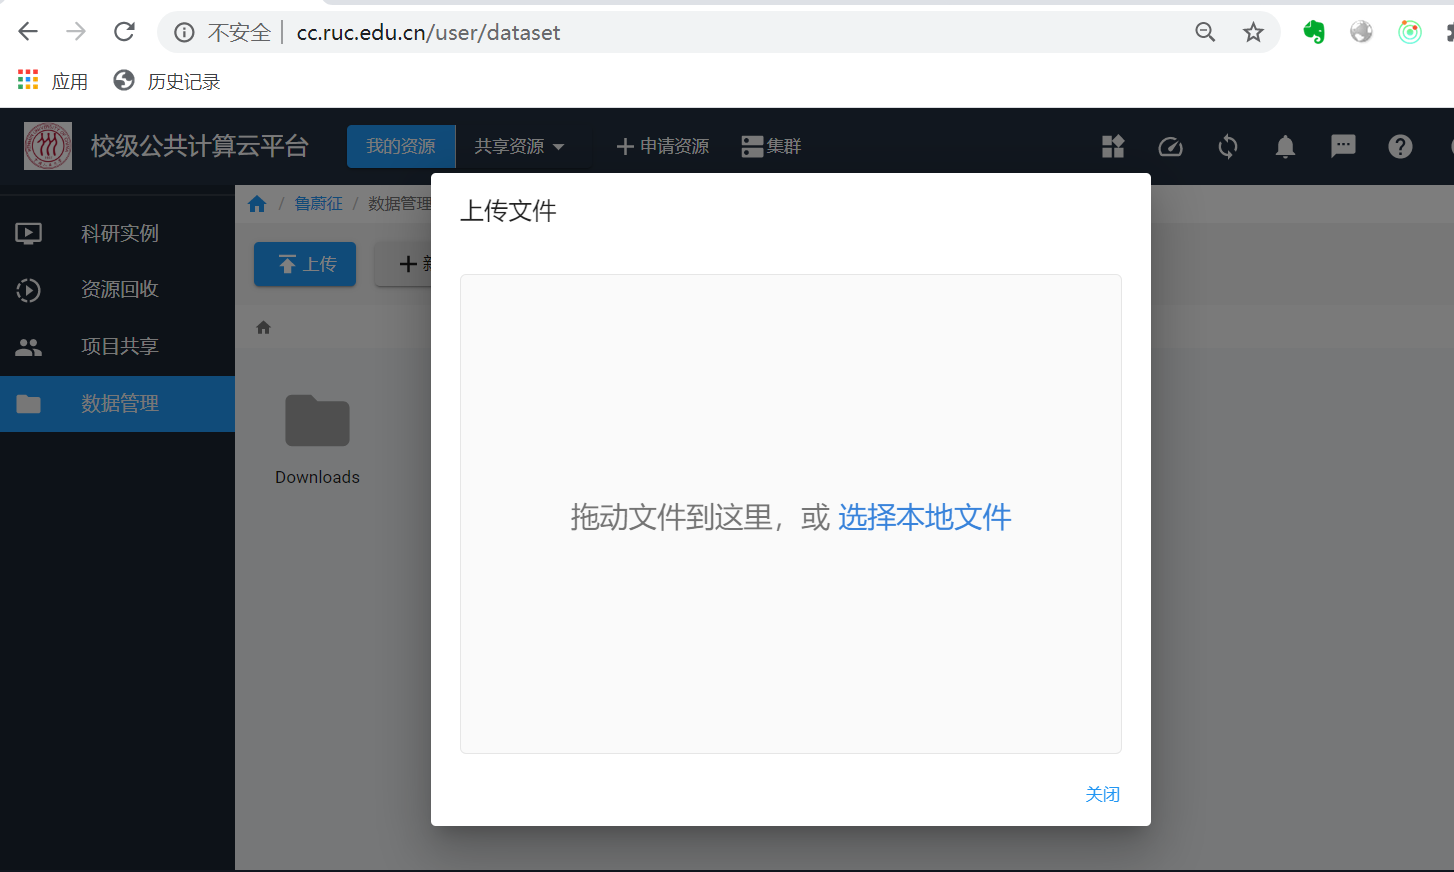 不安全 | cc.ruc.edu.cn/user/dataset
应用 历史记录
校级公共计算云平台 我的资源 共享资源 + 申请资源 集群
/ 鲁蔚征 / 数据管理
上传文件
科研实例
上传 + 新
资源回收
项目共享
数据管理
Downloads
拖动文件到这里，或 选择本地文件
关闭